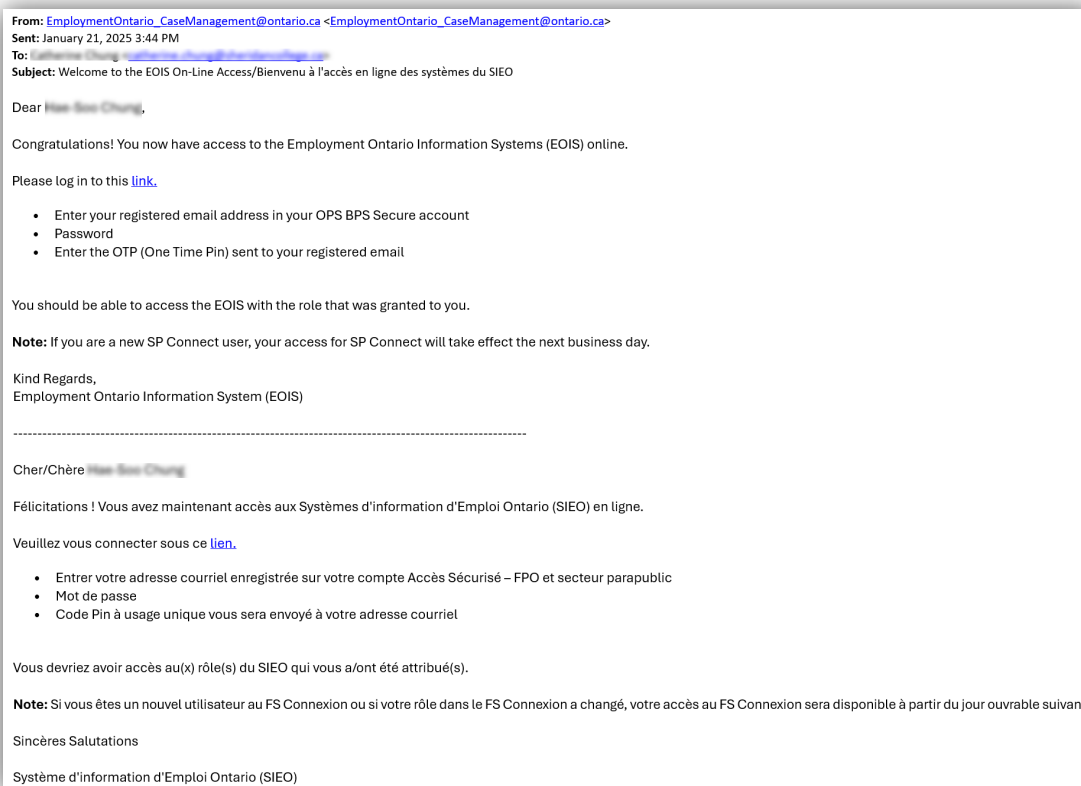 From: EmploymentOntario_CaseManagement@ontario.ca <EmploymentOntario_CaseManagement@ontario.ca>
Sent: January 21, 2025 3:44 PM
To:
Subject: Welcome to the EOIS On-Line Access/Bienvenu à l'accès en ligne des systèmes du SIEO
Dear ,
Congratulations! You now have access to the Employment Ontario Information Systems (EOIS) online.
Please log in to this link.
• Enter your registered email address in your OPS BPS Secure account
• Password
• Enter the OTP (One Time Pin) sent to your registered email
You should be able to access the EOIS with the role that was granted to you.
Note: If you are a new SP Connect user, your access for SP Connect will take effect the next business day.
Kind Regards,
Employment Ontario Information System (EOIS)
-----------------------------------------------------------------------------------------------------------
Cher/Chère
Félicitations ! Vous avez maintenant accès aux Systèmes d'information d'Emploi Ontario (SIEO) en ligne.
Veuillez vous connecter sous ce lien.
• Entrer votre adresse courriel enregistrée sur votre compte Accès Sécurisé – FPO et secteur parapublic
• Mot de passe
• Code Pin à usage unique vous sera envoyé à votre adresse courriel
Vous devriez avoir accès au(x) rôle(s) du SIEO qui vous a/ont été attribué(s).
Note: Si vous êtes un nouvel utilisateur au FS Connexion ou si votre rôle dans le FS Connexion a changé, votre accès au FS Connexion sera disponible à partir du jour ouvrable suivan
Sincères Salutations
Système d'information d'Emploi Ontario (SIEO)